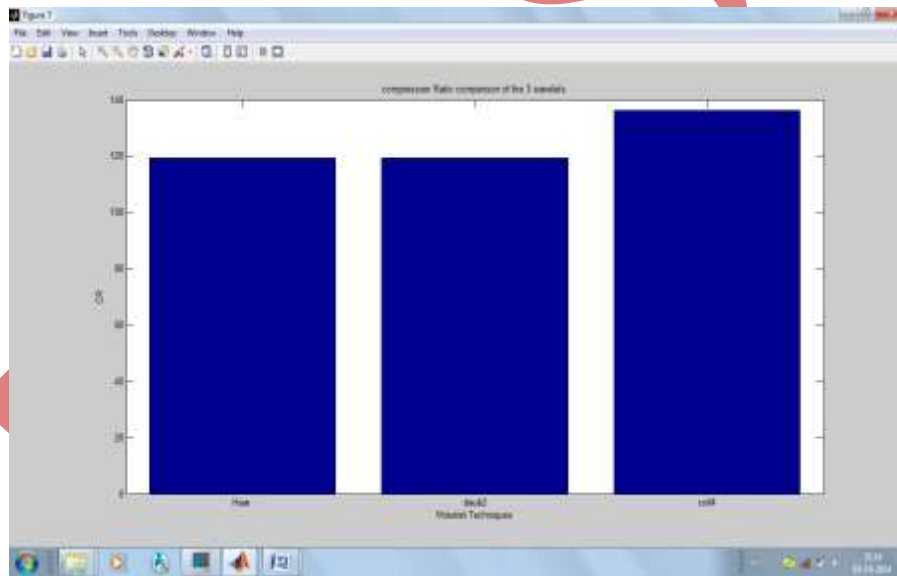 Figure 7
File Edit View Insert Tools Desktop Window Help
compression Ratio comparison of the 3 wavelets
140
120
100
80
60
40
20
0
CR
Haar
daub2
coif4
Wavelet Techniques